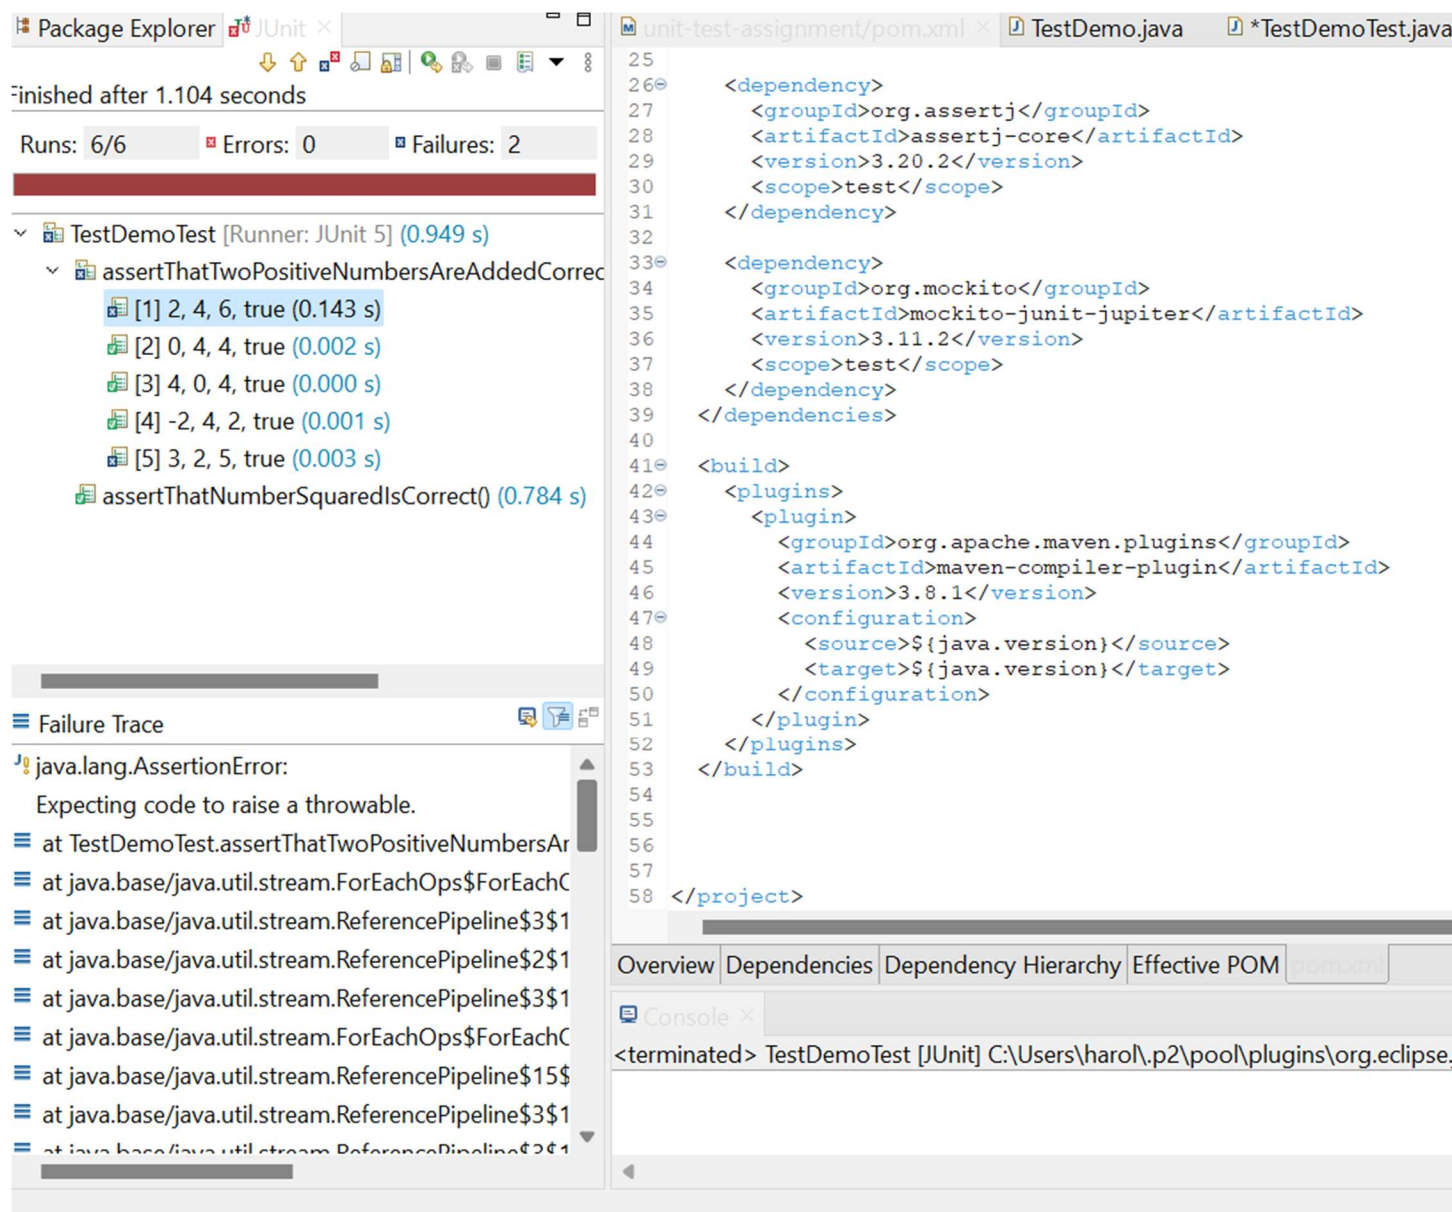 Package Explorer JUnit
Finished after 1.104 seconds
Runs: 6/6 Errors: 0 Failures: 2
TestDemoTest [Runner: JUnit 5] (0.949 s)
assertThatTwoPositiveNumbersAreAddedCorrec
[1] 2, 4, 6, true (0.143 s)
[2] 0, 4, 4, true (0.002 s)
[3] 4, 0, 4, true (0.000 s)
[4] -2, 4, 2, true (0.001 s)
[5] 3, 2, 5, true (0.003 s)
assertThatNumberSquaredIsCorrect() (0.784 s)
Failure Trace
java.lang.AssertionError:
Expecting code to raise a throwable.
at TestDemoTest.assertThatTwoPositiveNumbersAr
at java.base/java.util.stream.ForEachOps$ForEachC
at java.base/java.util.stream.ReferencePipeline$3$1
at java.base/java.util.stream.ReferencePipeline$2$1
at java.base/java.util.stream.ReferencePipeline$3$1
at java.base/java.util.stream.ForEachOps$ForEachC
at java.base/java.util.stream.ReferencePipeline$15$
at java.base/java.util.stream.ReferencePipeline$3$1
at java.base/java.util.stream.ReferencePipeline$2$1
unit-test-assignment/pom.xml TestDemo.java *TestDemoTest.java
25
26 <dependency>
27 <groupId>org.assertj</groupId>
28 <artifactId>assertj-core</artifactId>
29 <version>3.20.2</version>
30 <scope>test</scope>
31 </dependency>
32
33 <dependency>
34 <groupId>org.mockito</groupId>
35 <artifactId>mockito-junit-jupiter</artifactId>
36 <version>3.11.2</version>
37 <scope>test</scope>
38 </dependency>
39 </dependencies>
40
41 <build>
42 <plugins>
43 <plugin>
44 <groupId>org.apache.maven.plugins</groupId>
45 <artifactId>maven-compiler-plugin</artifactId>
46 <version>3.8.1</version>
47 <configuration>
48 <source>${java.version}</source>
49 <target>${java.version}</target>
50 </configuration>
51 </plugin>
52 </plugins>
53 </build>
54
55
56
57
58 </project>
Overview Dependencies Dependency Hierarchy Effective POM pom.xml
Console
<terminated> TestDemoTest [JUnit] C:\Users\harol\.p2\pool\plugins\org.eclipse.